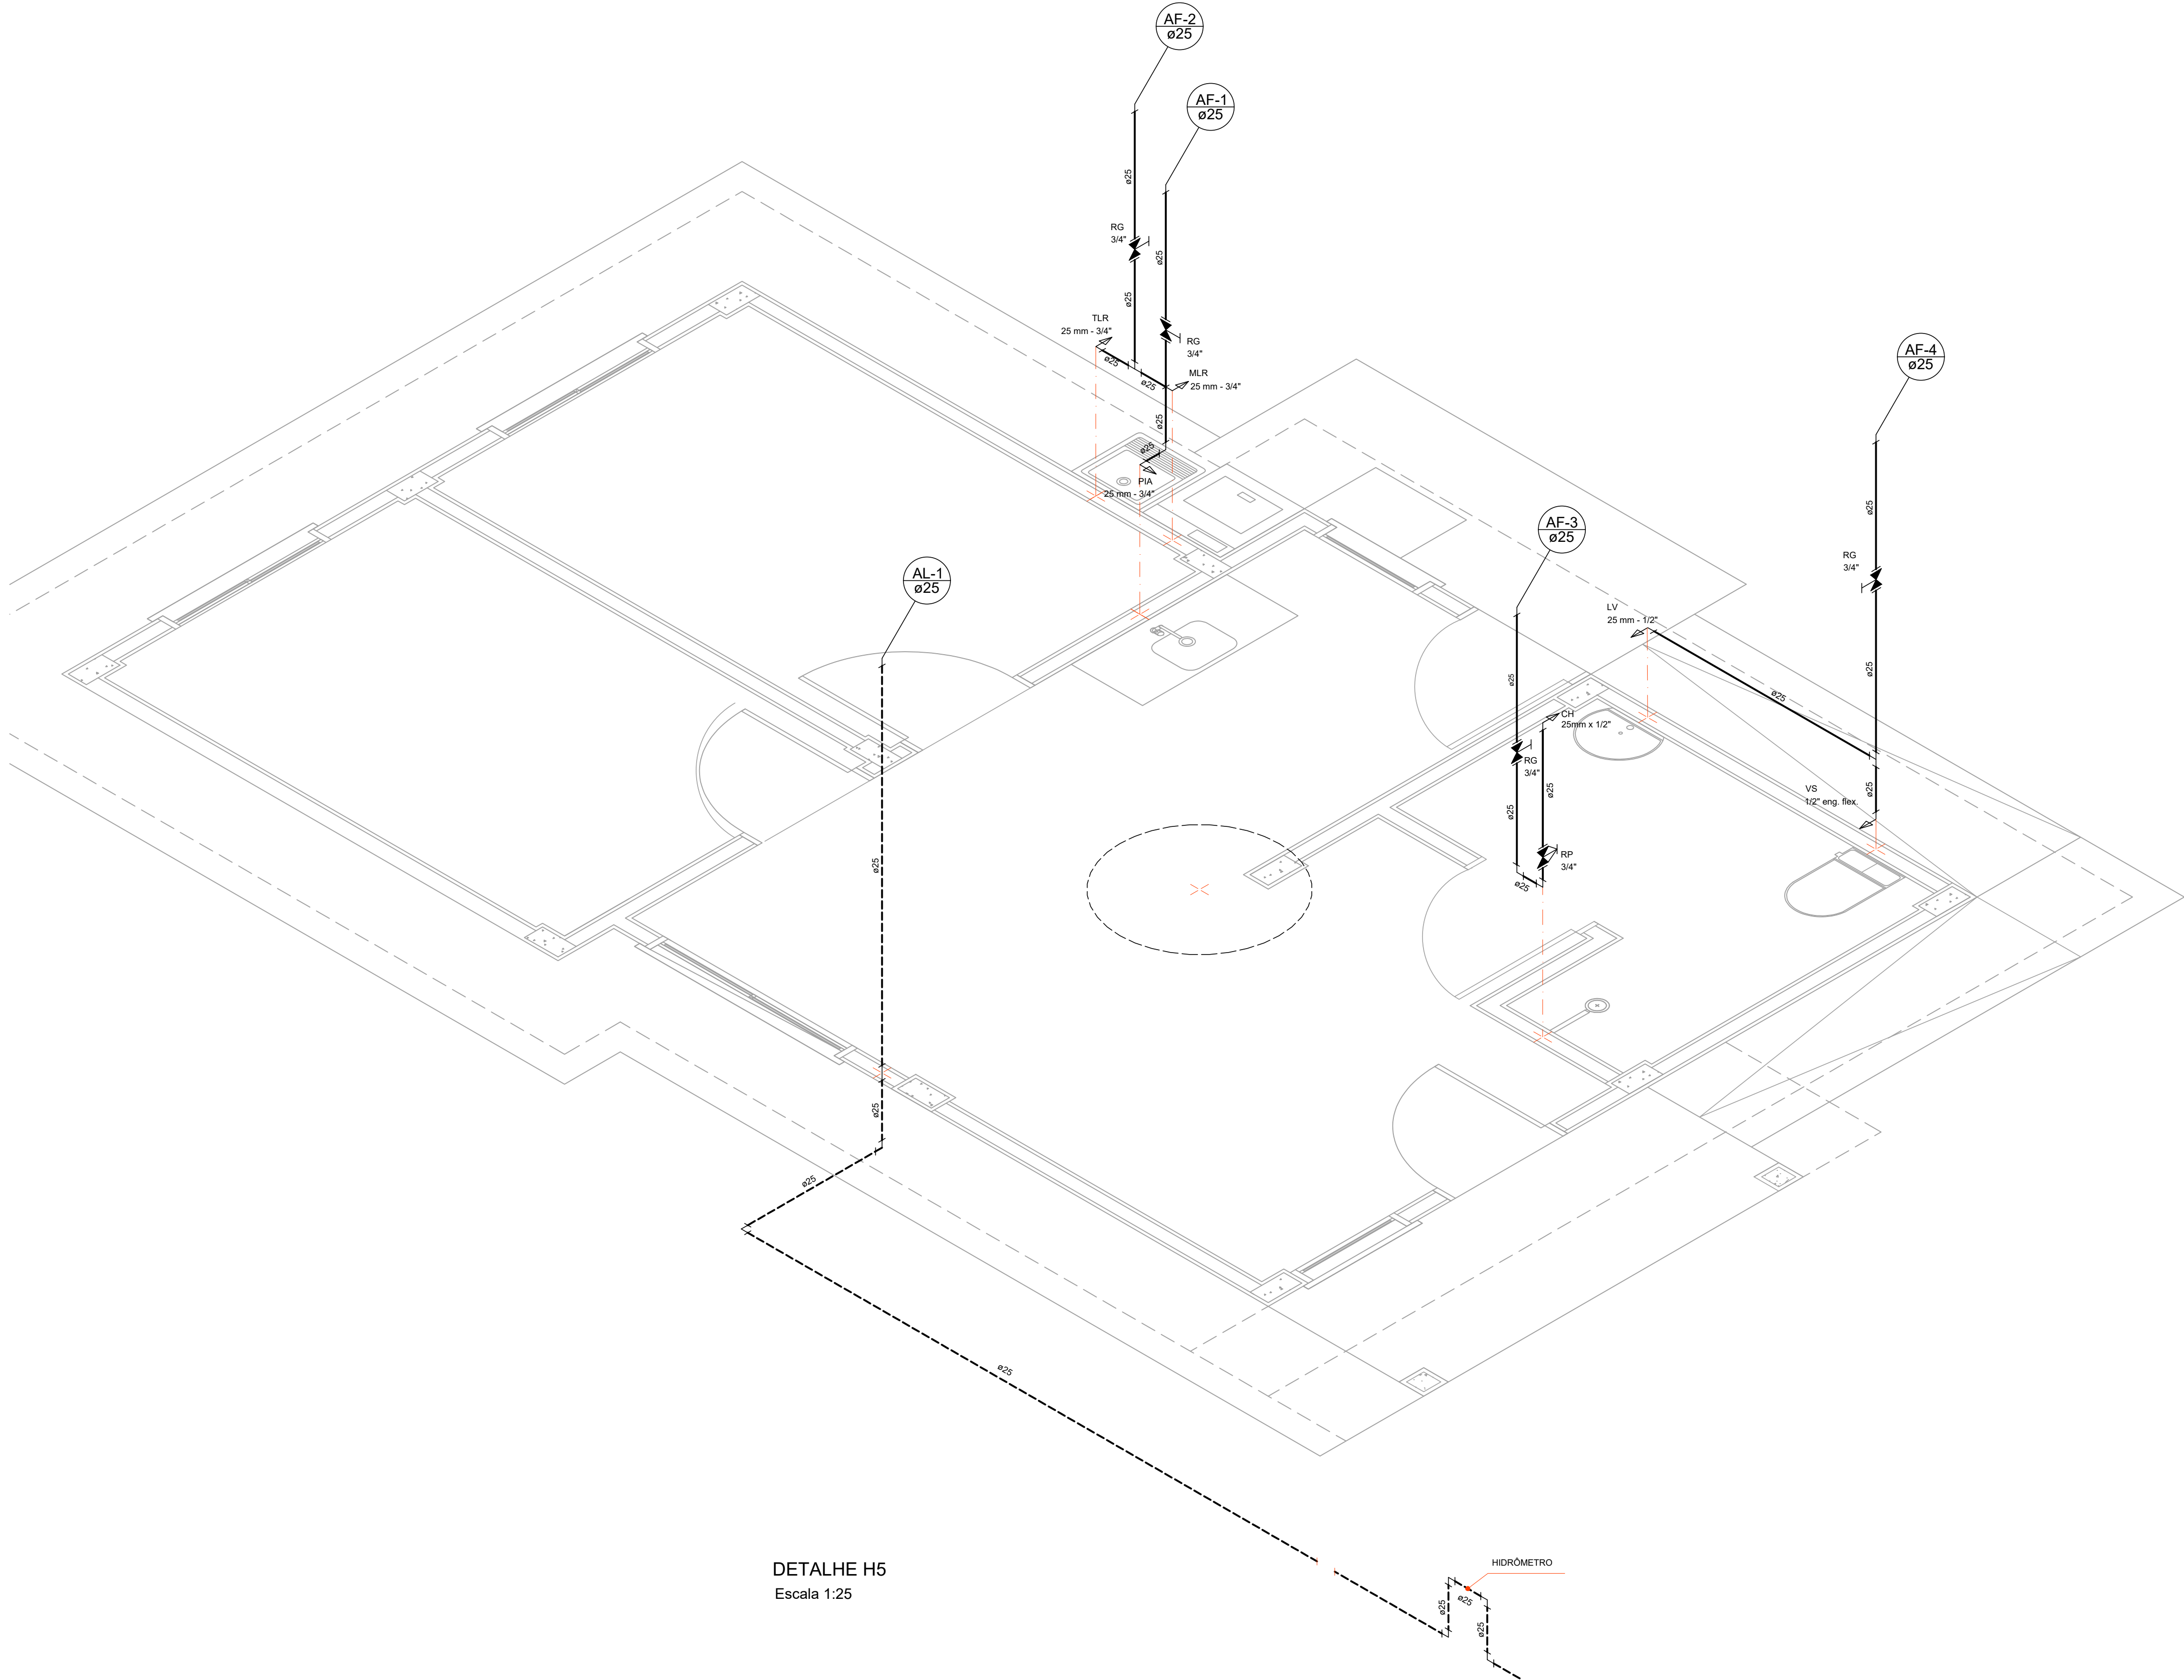 AF-2
ø25
AF-1
ø25
ø25
RG
3/4"
ø25
ø25
TLR
25 mm - 3/4"
RG
3/4"
ø25
ø25
MLR
25 mm - 3/4"
ø25
ø25
PIA
25 mm - 3/4"
AF-4
ø25
ø25
RG
3/4"
AF-3
ø25
AL-1
ø25
LV
25 mm - 1/2"
ø25
ø25
ø25
CH
25mm x 1/2"
RG
3/4"
ø25
ø25
VS
1/2" eng. flex.
ø25
RP
3/4"
ø25
ø25
ø25
ø25
ø25
DETALHE H5
Escala 1:25
HIDRÔMETRO
ø25
ø25
ø25